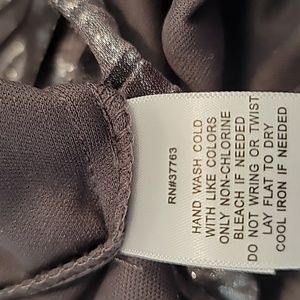 RN#37763
HAND WASH COLD
WITH LIKE COLORS
ONLY NON-CHLORINE
BLEACH IF NEEDED
DO NOT WRING OR TWIST
LAY FLAT TO DRY
COOL IRON IF NEEDED